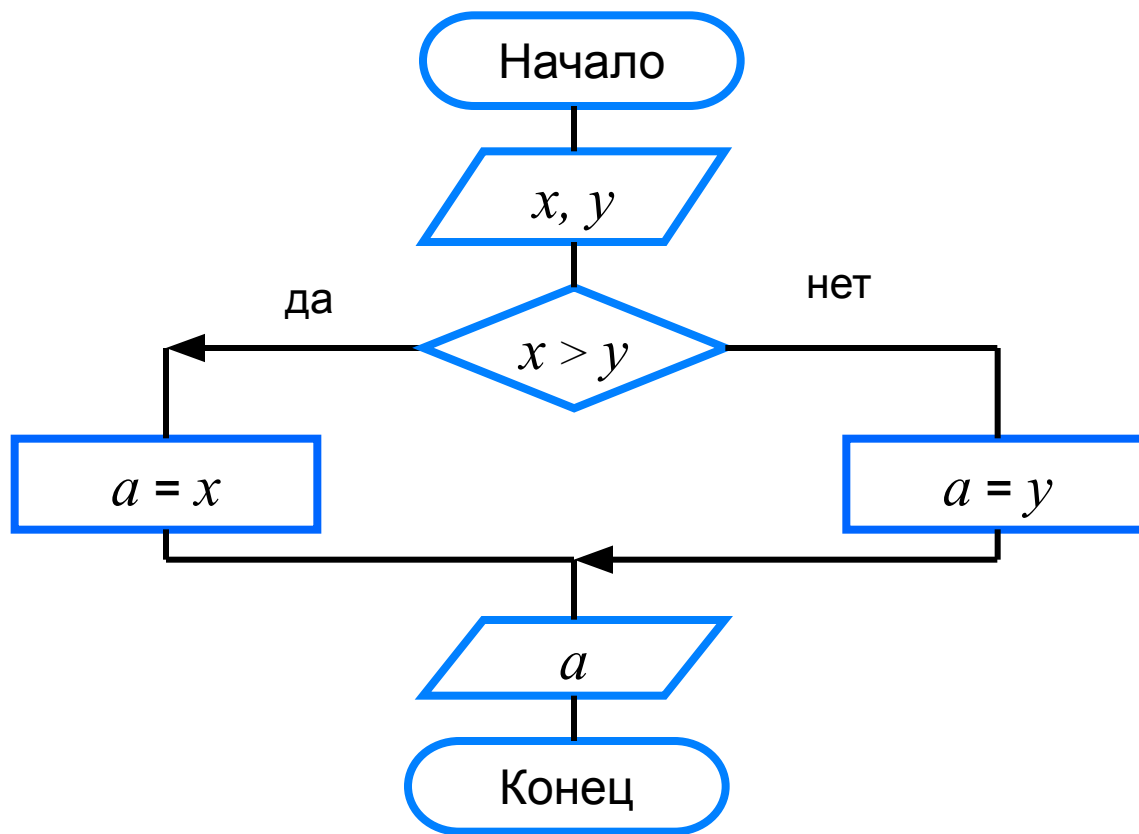 Начало
x, y
да
нет
x > y
a = x
a = y
a
Конец